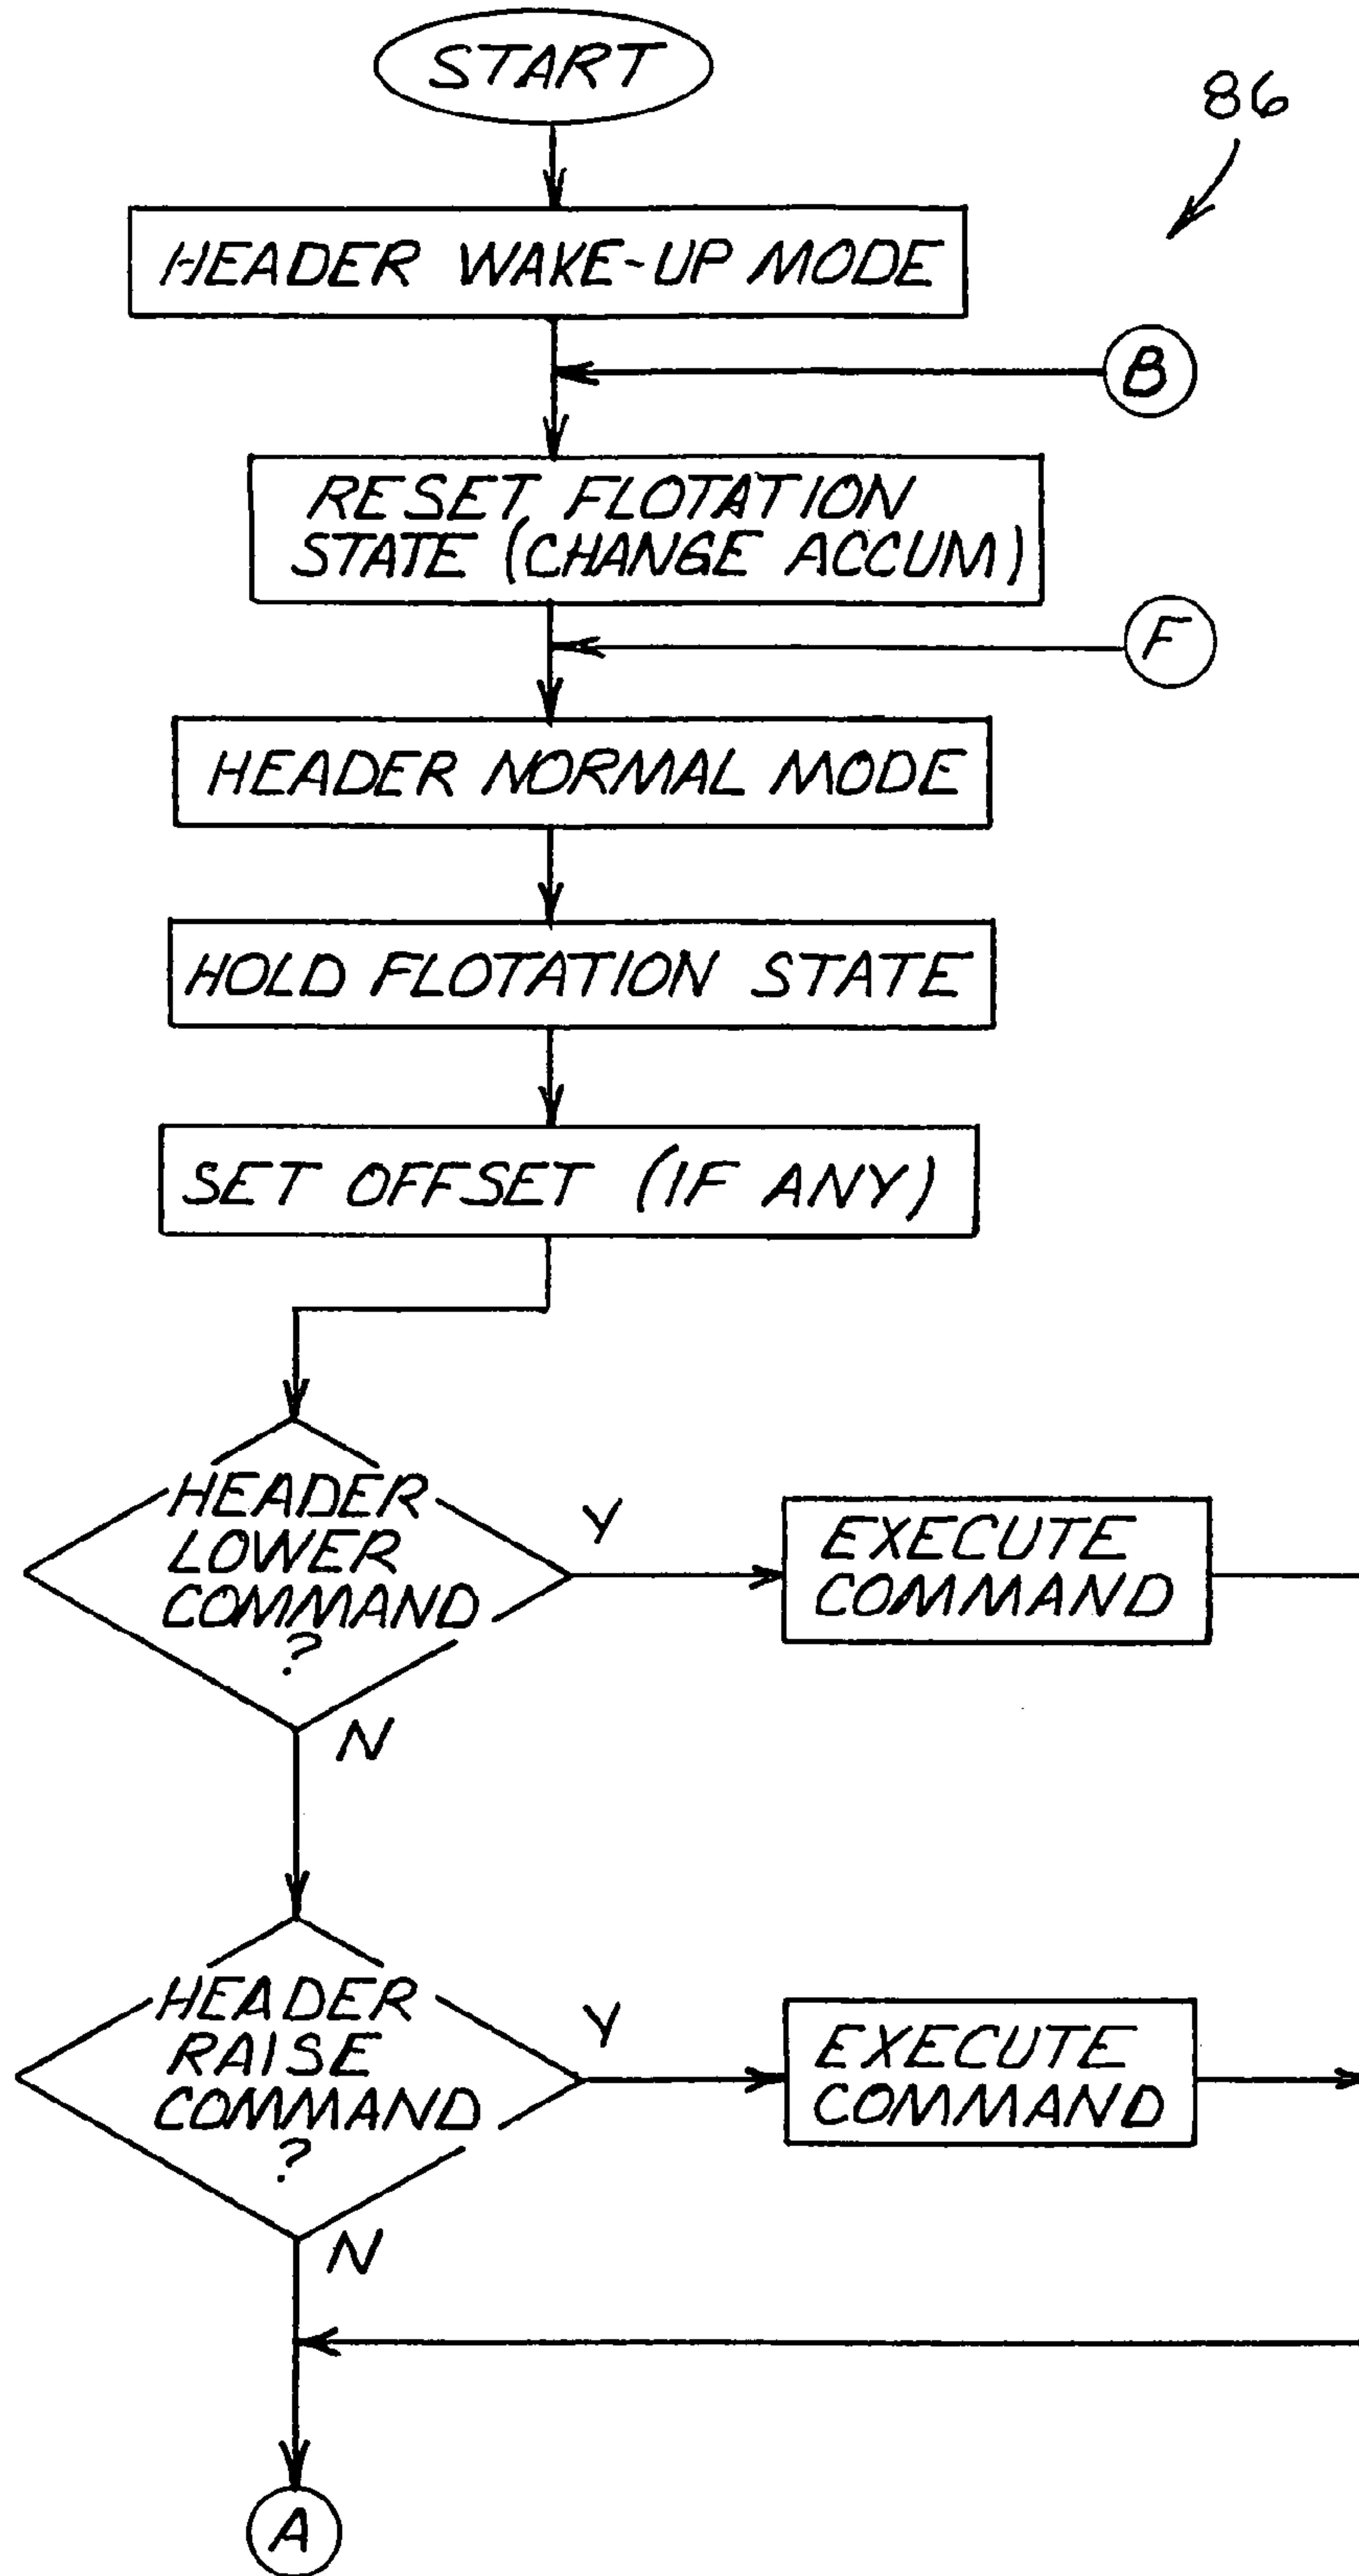 START
86
HEADER WAKE-UP MODE
B
RESET FLOTATION
STATE (CHANGE ACCUM)
F
HEADER NORMAL MODE
HOLD FLOTATION STATE
SET OFFSET (IF ANY)
HEADER
LOWER
COMMAND
?
Y
EXECUTE
COMMAND
N
HEADER
RAISE
COMMAND
?
Y
EXECUTE
COMMAND
N
A